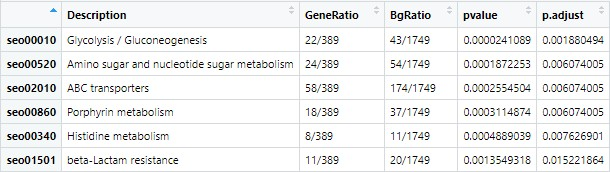 Description GeneRatio BgRatio pvalue p.adjust
seo00010 Glycolysis / Gluconeogenesis 22/389 43/1749 0.0000241089 0.001880494
seo00520 Amino sugar and nucleotide sugar metabolism 24/389 54/1749 0.0001872253 0.006074005
seo02010 ABC transporters 58/389 174/1749 0.0002554504 0.006074005
seo00860 Porphyrin metabolism 18/389 37/1749 0.0003114874 0.006074005
seo00340 Histidine metabolism 8/389 11/1749 0.0004889039 0.007626901
seo01501 beta-Lactam resistance 11/389 20/1749 0.0013549318 0.015221864